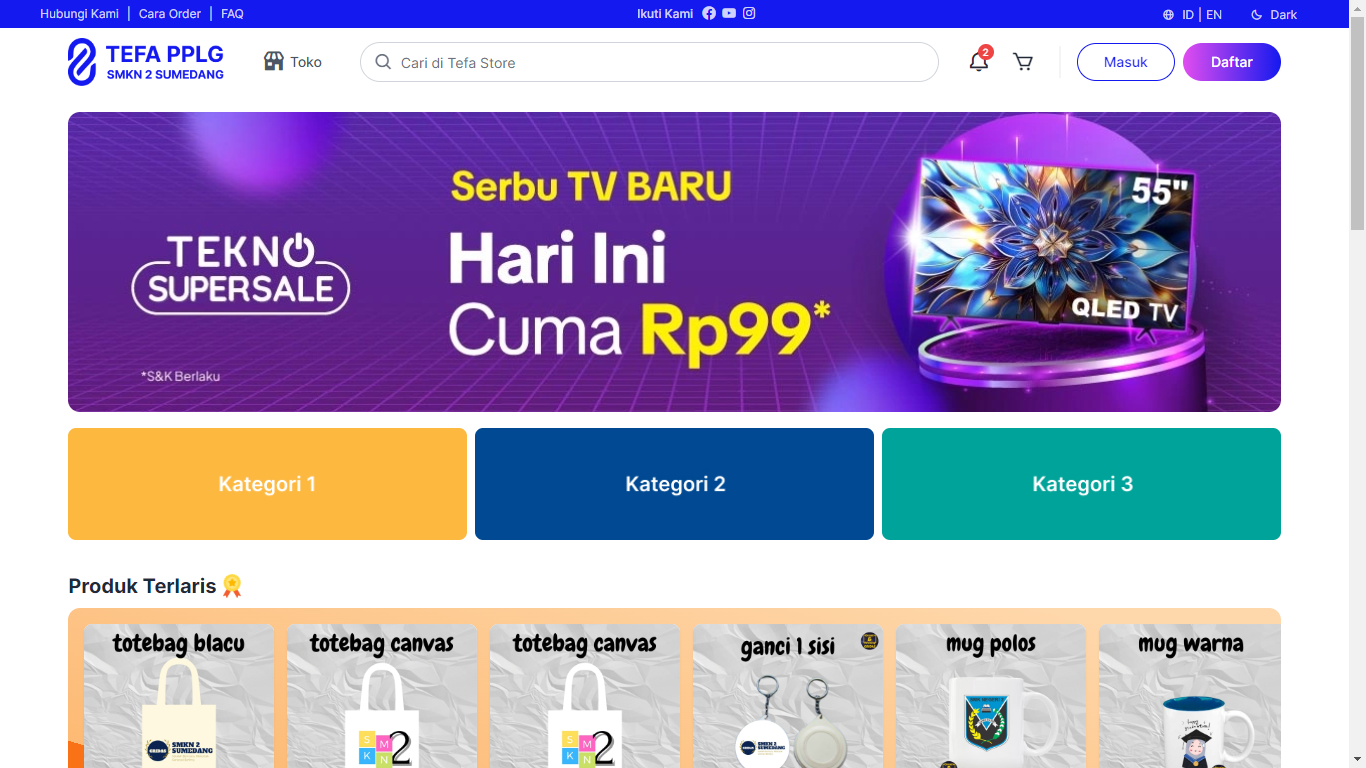 Hubungi Kami | Cara Order | FAQ
Ikuti Kami
ID | EN
Dark
TEFA PPLG
SMKN 2 SUMEDANG
Toko
Cari di Tefa Store
2
Masuk
Daftar
TEKNO
SUPERSALE
*S&K Berlaku
Serbu TV BARU
Hari Ini
Cuma Rp99*
55"
QLED TV
Kategori 1
Kategori 2
Kategori 3
Produk Terlaris
totebag blacu
totebag canvas
totebag canvas
ganci 1 sisi
mug polos
mug warna
SMKN 2
SUMEDANG
S M 2
K N
S M 2
K N
SMKN 2
SUMEDANG